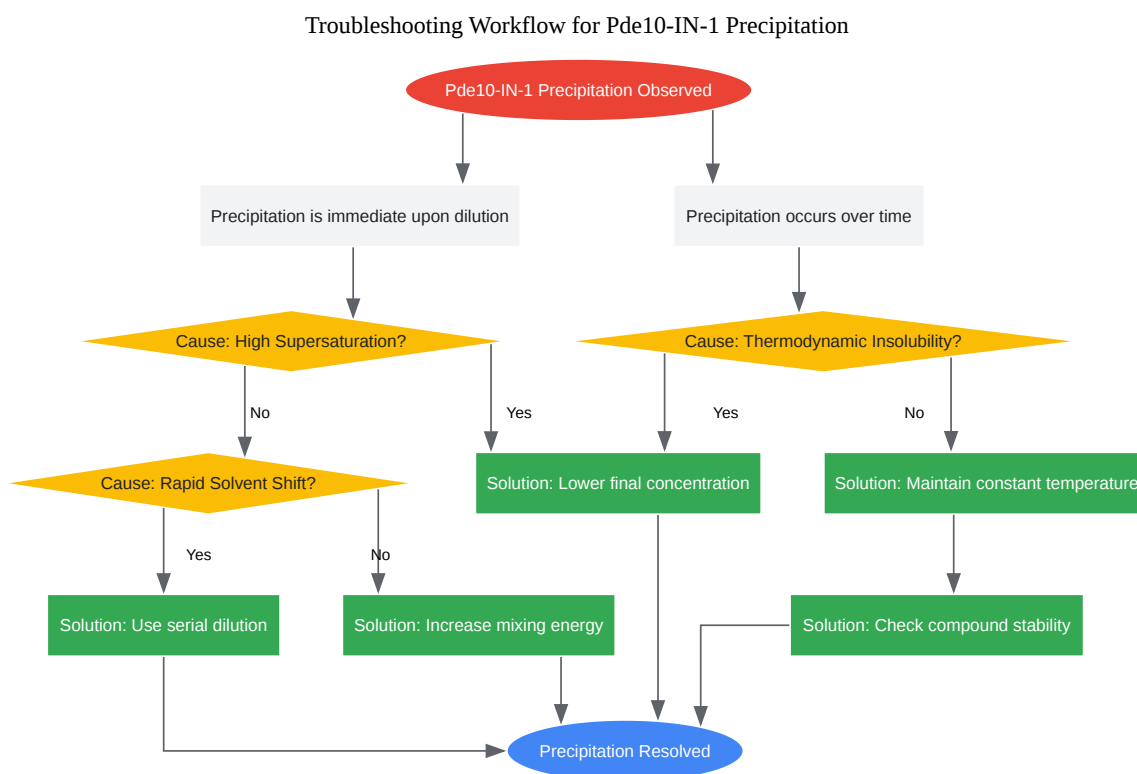 Troubleshooting Workflow for Pde10-IN-1 Precipitation
Pde10-IN-1 Precipitation Observed
Precipitation is immediate upon dilution
Precipitation occurs over time
Cause: High Supersaturation?
Cause: Thermodynamic Insolubility?
No
Yes
Yes
No
Cause: Rapid Solvent Shift?
Solution: Lower final concentration
Solution: Maintain constant temperature
Yes
No
Solution: Use serial dilution
Solution: Increase mixing energy
Solution: Check compound stability
Precipitation Resolved